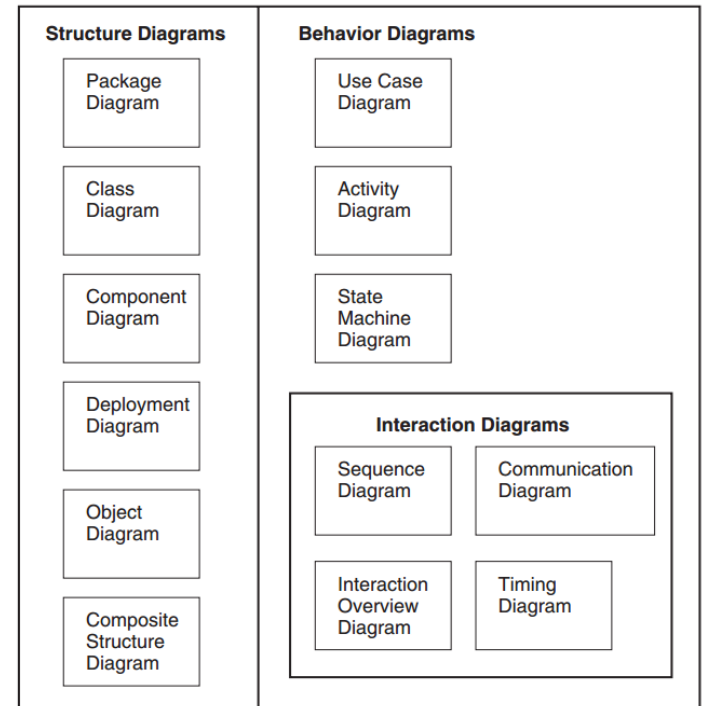 Structure Diagrams
Package
Diagram
Class
Diagram
Component
Diagram
Deployment
Diagram
Object
Diagram
Composite
Structure
Diagram
Behavior Diagrams
Use Case
Diagram
Activity
Diagram
State
Machine
Diagram
Interaction Diagrams
Sequence
Diagram
Communication
Diagram
Interaction
Overview
Diagram
Timing
Diagram